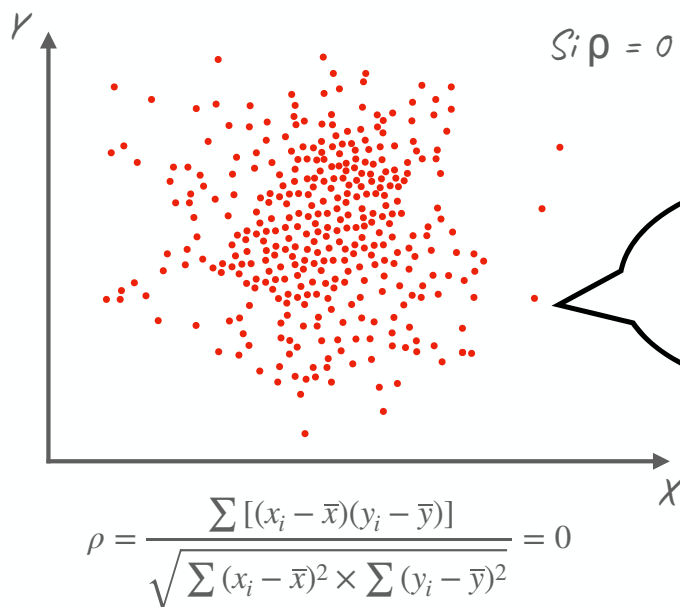 Y
Si ρ = 0
X
ρ = ∑ [(xᵢ − x̅)(yᵢ − y̅)] / √(∑ (xᵢ − x̅)² × ∑ (yᵢ − y̅)²) = 0